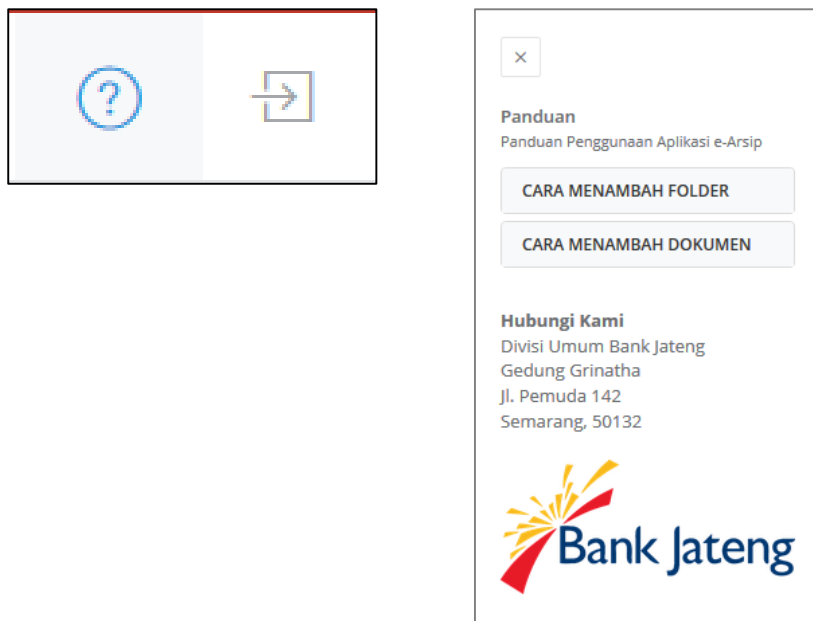 ?
×
Panduan
Panduan Penggunaan Aplikasi e-Arsip
CARA MENAMBAH FOLDER
CARA MENAMBAH DOKUMEN
Hubungi Kami
Divisi Umum Bank Jateng
Gedung Grinatha
Jl. Pemuda 142
Semarang, 50132
Bank Jateng